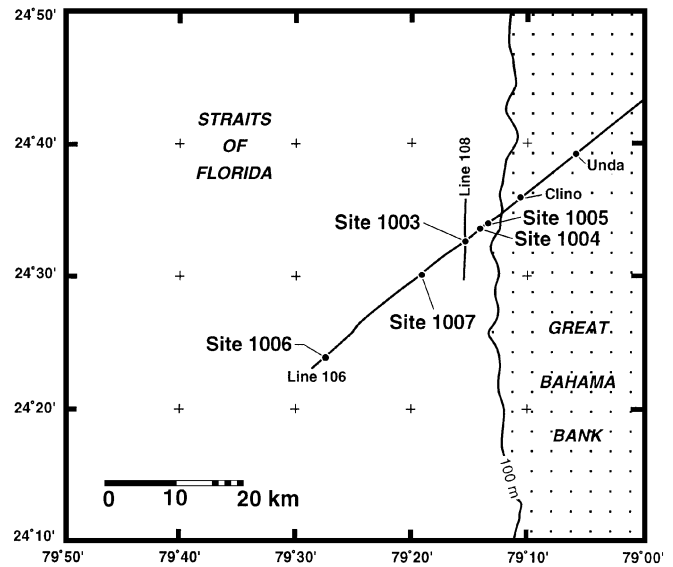 24°50'
24°40'
24°30'
24°20'
24°10'
STRAITS
OF
FLORIDA
Line 108
Unda
Clino
Site 1003
Site 1005
Site 1004
Site 1007
Site 1006
Line 106
GREAT
BAHAMA
BANK
100 m
0 10 20 km
79°50' 79°40' 79°30' 79°20' 79°10' 79°00'